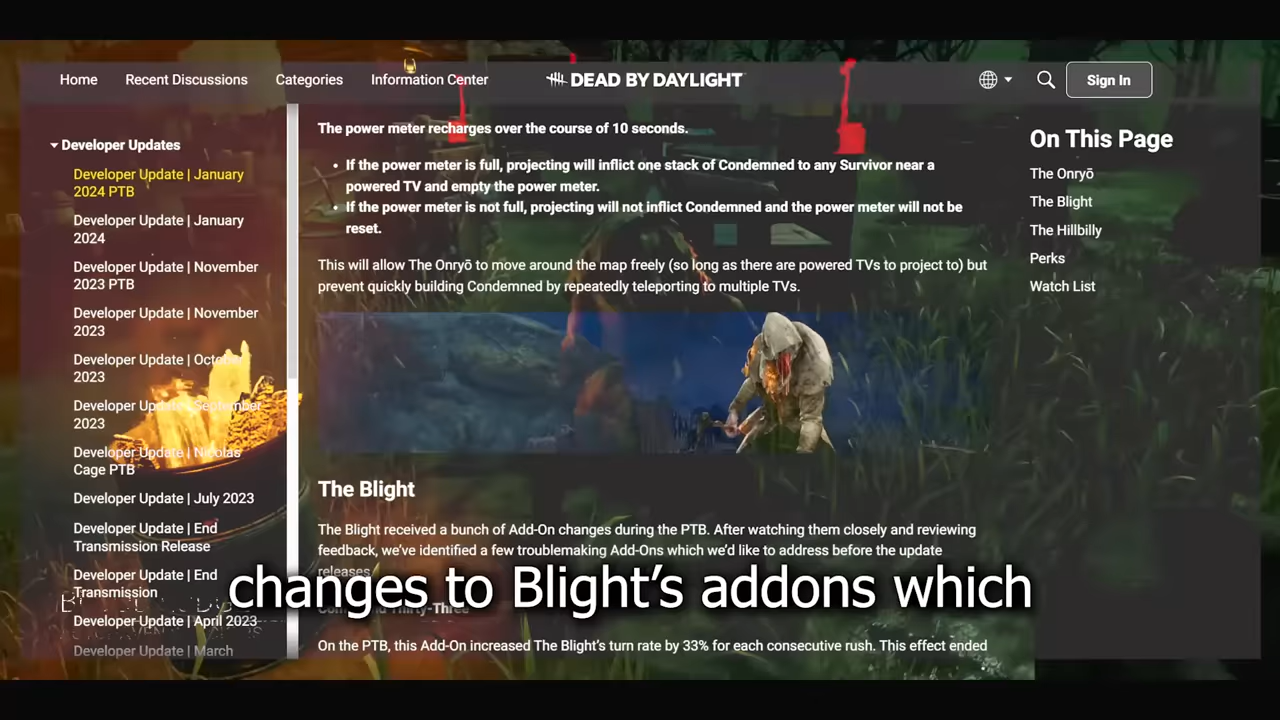 Home Recent Discussions Categories Information Center DEAD BY DAYLIGHT Sign In
Developer Updates
Developer Update | January
2024 PTB
Developer Update | January
2024
Developer Update | November
2023 PTB
Developer Update | November
2023
Developer Update | October
2023
Developer Update | September
2023
Developer Update | Nicolas
Cage PTB
Developer Update | July 2023
Developer Update | End
Transmission Release
Developer Update | End
Transmission
Developer Update | April 2023
Developer Update | March
The power meter recharges over the course of 10 seconds.
• If the power meter is full, projecting will inflict one stack of Condemned to any Survivor near a
powered TV and empty the power meter.
• If the power meter is not full, projecting will not inflict Condemned and the power meter will not be
reset.
This will allow The Onryō to move around the map freely (so long as there are powered TVs to project to) but
prevent quickly building Condemned by repeatedly teleporting to multiple TVs.
The Blight
The Blight received a bunch of Add-On changes during the PTB. After watching them closely and reviewing
feedback, we've identified a few troublemaking Add-Ons which we'd like to address before the update
releases.
Thirty-Three
On the PTB, this Add-On increased The Blight's turn rate by 33% for each consecutive rush. This effect ended
changes to Blight's addons which
On This Page
The Onryō
The Blight
The Hillbilly
Perks
Watch List